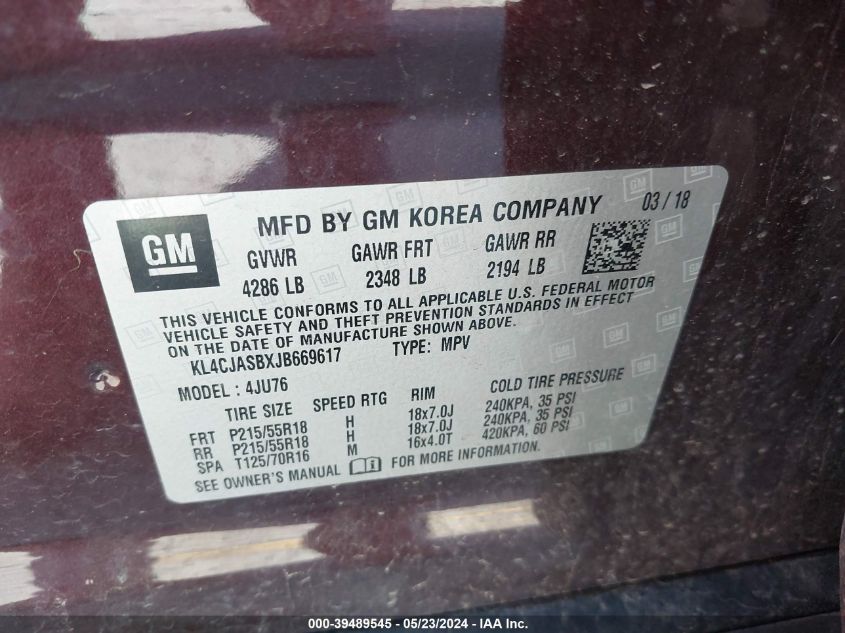 GM
MFD BY GM KOREA COMPANY
03 / 18
GVWR GAWR FRT GAWR RR
4286 LB 2348 LB 2194 LB
THIS VEHICLE CONFORMS TO ALL APPLICABLE U.S. FEDERAL MOTOR
VEHICLE SAFETY AND THEFT PREVENTION STANDARDS IN EFFECT
ON THE DATE OF MANUFACTURE SHOWN ABOVE.
KL4CJASBXJB669617 TYPE: MPV
MODEL: 4JU76
TIRE SIZE SPEED RTG RIM COLD TIRE PRESSURE
FRT P215/55R18 H 18x7.0J 240KPA, 35 PSI
RR P215/55R18 H 18x7.0J 240KPA, 35 PSI
SPA T125/70R16 M 16x4.0T 420KPA, 60 PSI
SEE OWNER'S MANUAL FOR MORE INFORMATION.
000-39489545 - 05/23/2024 - IAA Inc.